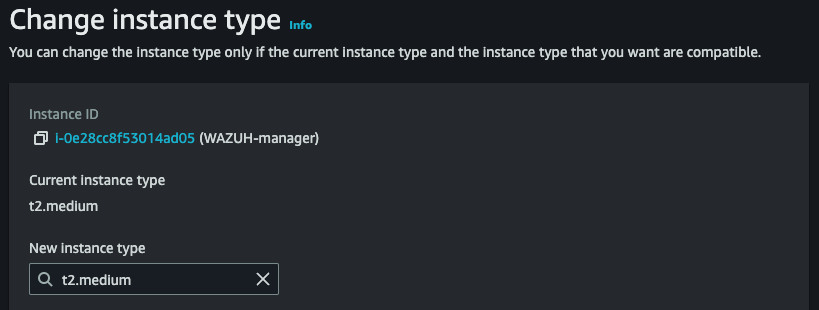 Change instance type Info
You can change the instance type only if the current instance type and the instance type that you want are compatible.
Instance ID
i-0e28cc8f53014ad05 (WAZUH-manager)
Current instance type
t2.medium
New instance type
t2.medium